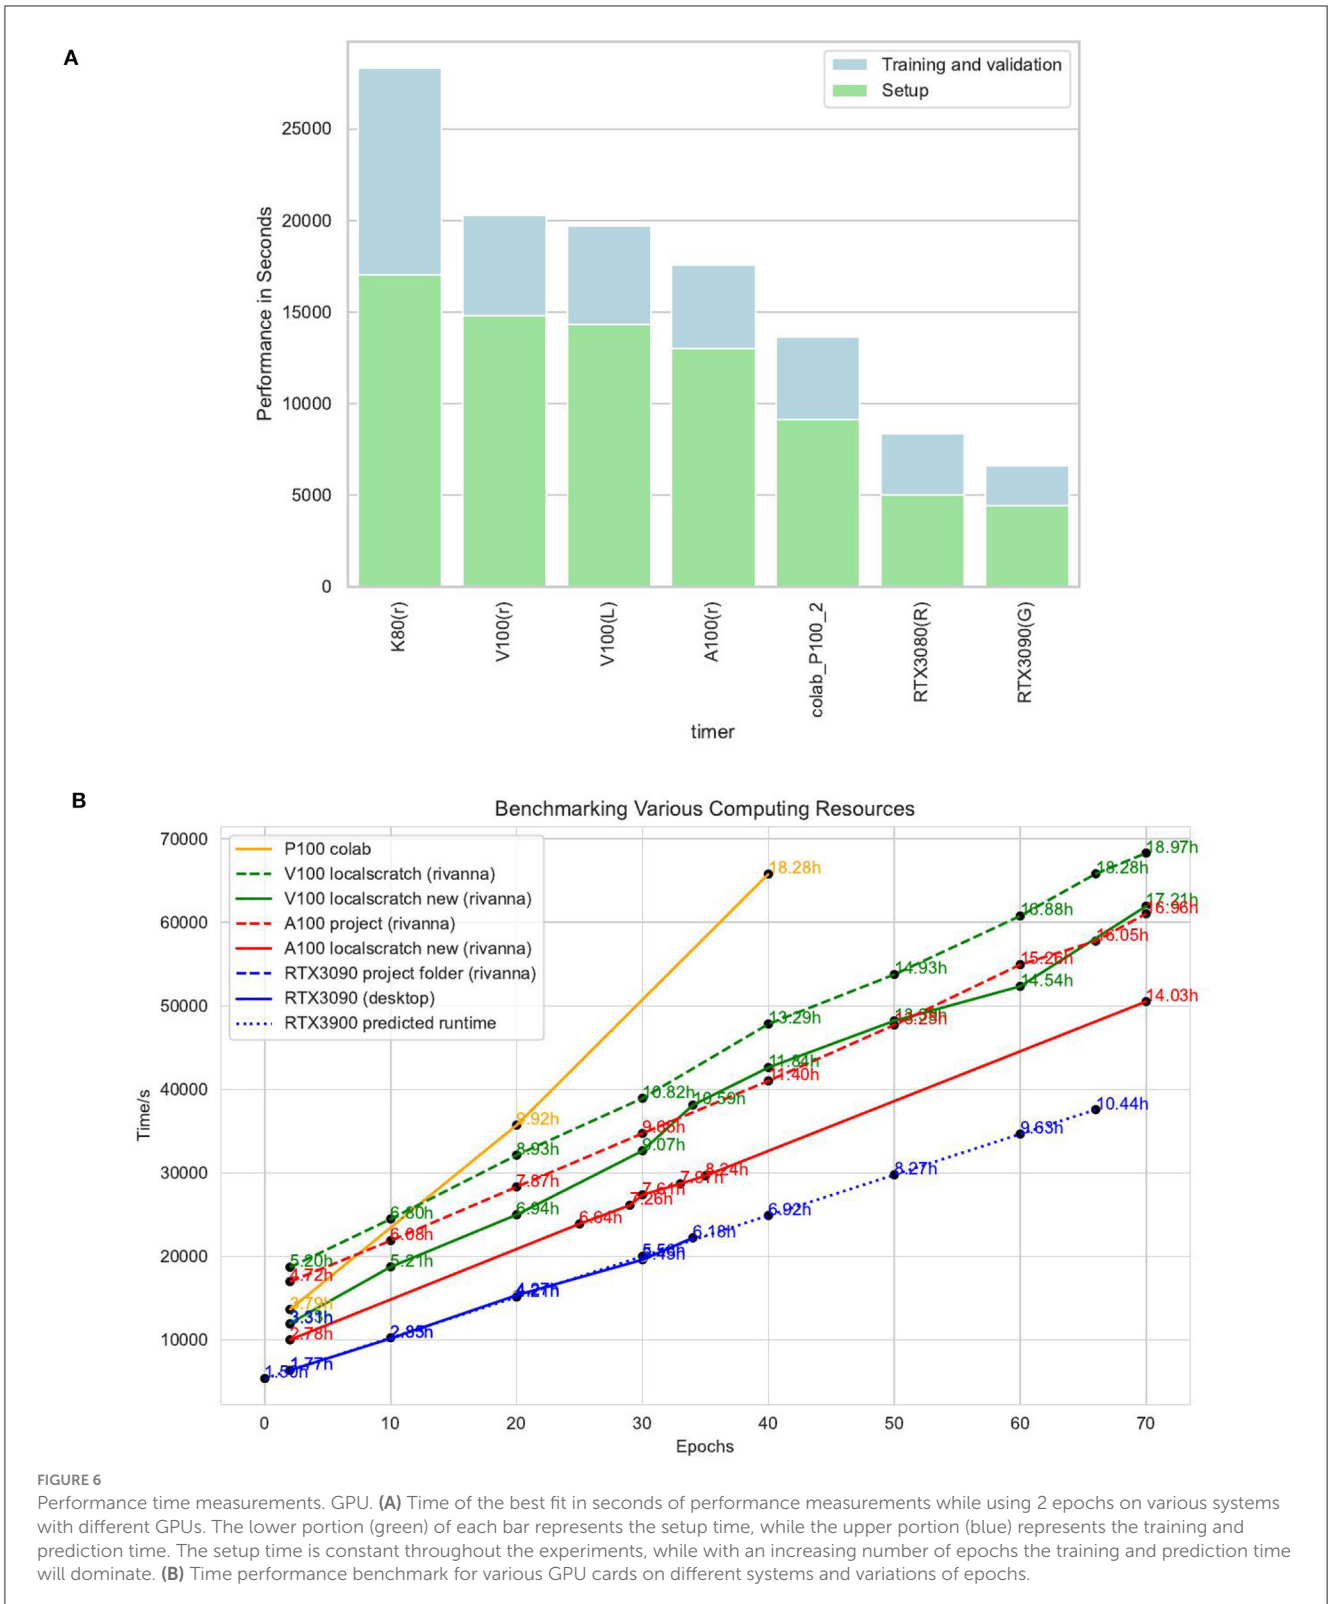 A
Training and validation
Setup
25000
20000
15000
10000
5000
0
Performance in Seconds
K80(r)
V100(r)
V100(L)
A100(r)
colab_P100_2
RTX3080(R)
RTX3090(G)
timer
B
Benchmarking Various Computing Resources
P100 colab
V100 localscratch (rivanna)
V100 localscratch new (rivanna)
A100 project (rivanna)
A100 localscratch new (rivanna)
RTX3090 project folder (rivanna)
RTX3090 (desktop)
RTX3900 predicted runtime
70000
60000
50000
40000
30000
20000
10000
Time/s
18.97h
18.28h
18.28h
17.21h
16.96h
16.88h
16.05h
15.26h
14.93h
14.54h
14.03h
13.29h
11.84h
11.40h
10.82h
10.59h
10.44h
9.92h
9.63h
9.07h
8.93h
8.27h
8.24h
7.87h
7.26h
6.94h
6.92h
6.80h
6.64h
6.18h
6.08h
5.21h
5.20h
4.72h
3.79h
2.85h
2.78h
1.77h
0
10
20
30
40
50
60
70
Epochs
FIGURE 6
Performance time measurements. GPU. (A) Time of the best fit in seconds of performance measurements while using 2 epochs on various systems
with different GPUs. The lower portion (green) of each bar represents the setup time, while the upper portion (blue) represents the training and
prediction time. The setup time is constant throughout the experiments, while with an increasing number of epochs the training and prediction time
will dominate. (B) Time performance benchmark for various GPU cards on different systems and variations of epochs.